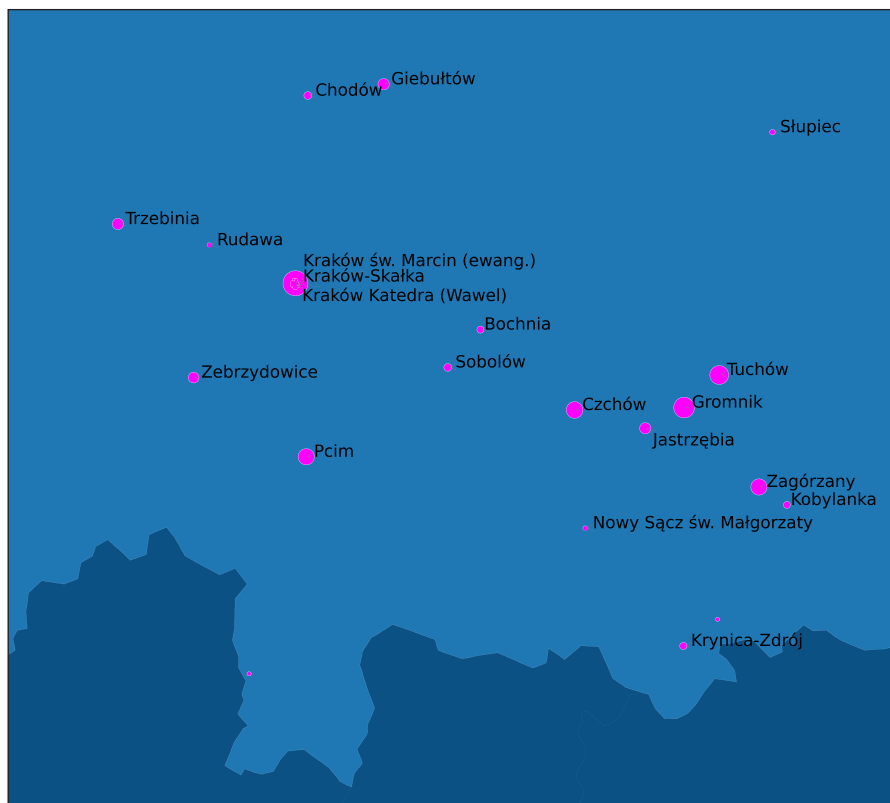 Giebułtów
Chodów
Słupiec
Trzebinia
Rudawa
Kraków św. Marcin (ewang.)
Kraków-Skałka
Kraków Katedra (Wawel)
Bochnia
Sobolów
Zebrzydowice
Tuchów
Gromnik
Czchów
Jastrzębia
Pcim
Zagórzany
Kobylanka
Nowy Sącz św. Małgorzaty
Krynica-Zdrój